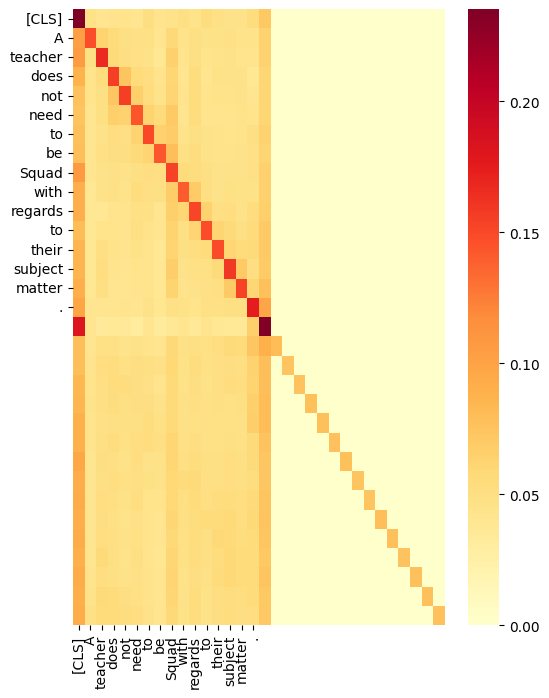 [CLS]
A
teacher
does
not
need
to
be
Squad
with
regards
to
their
subject
matter
.
[CLS]
A
teacher
does
not
need
to
be
Squad
with
regards
to
their
subject
matter
.
0.20
0.15
0.10
0.05
0.00